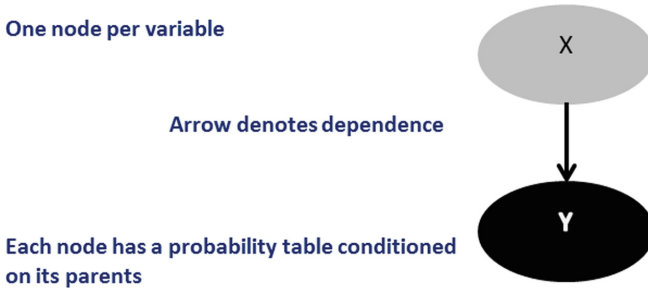 One node per variable
X
Arrow denotes dependence
Y
Each node has a probability table conditioned
on its parents